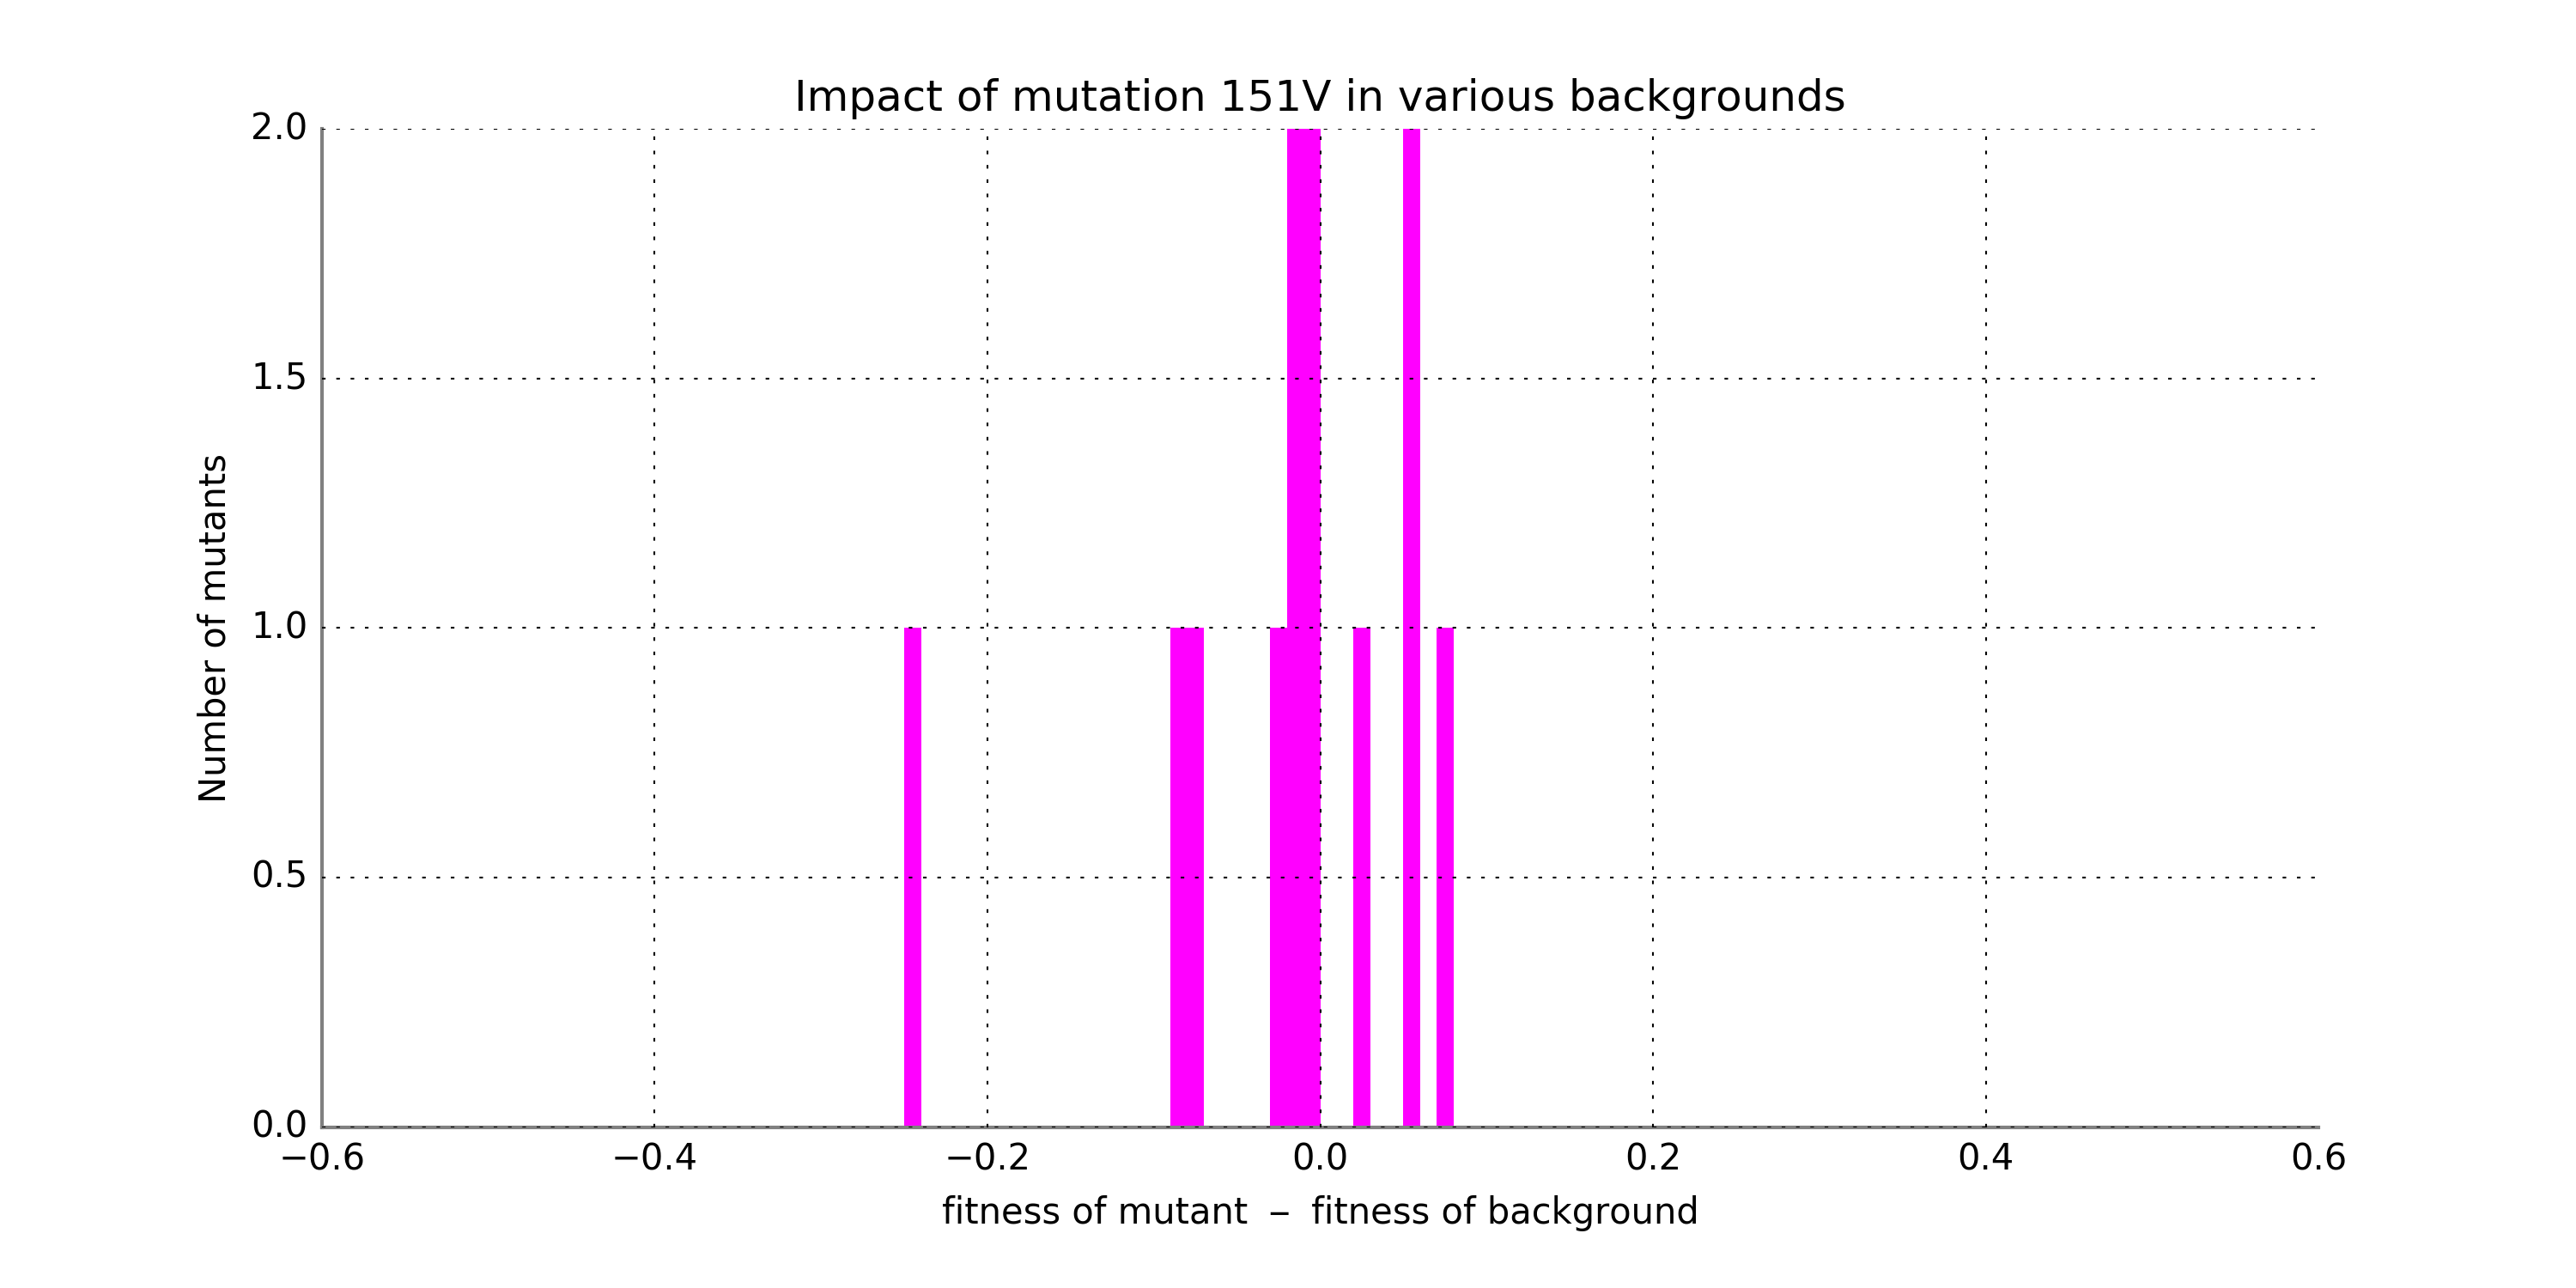 Impact of mutation 151V in various backgrounds
2.0
1.5
1.0
0.5
0.0
Number of mutants
−0.6 −0.4 −0.2 0.0 0.2 0.4 0.6
fitness of mutant − fitness of background